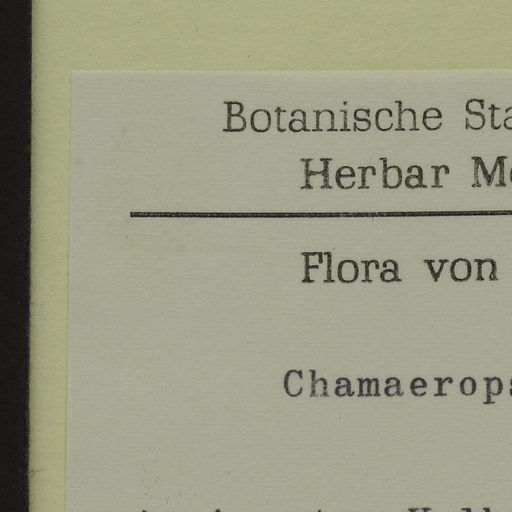 Botanische Sta
Herbar M
Flora von
Chamaerops